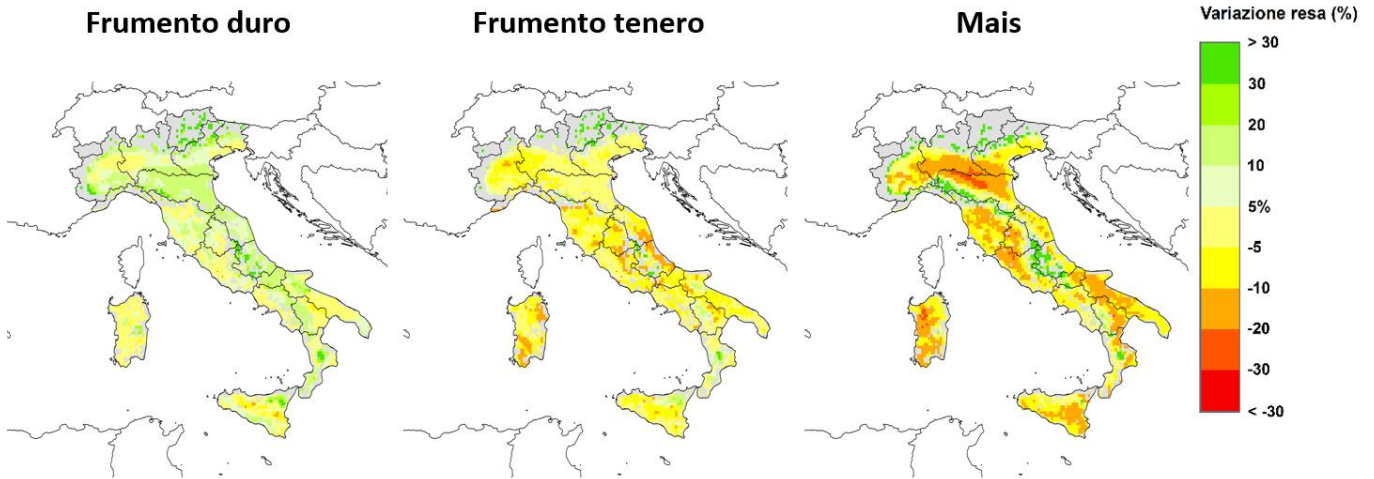 Frumento duro
Frumento tenero
Mais
Variazione resa (%)
> 30
30
20
10
5%
-5
-10
-20
-30
< -30